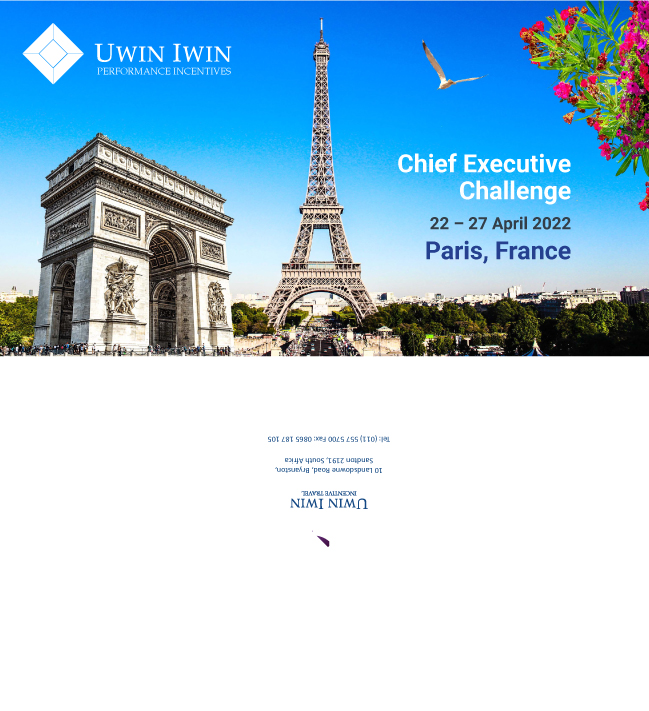 UWIN IWIN
PERFORMANCE INCENTIVES
Chief Executive
Challenge
22 – 27 April 2022
Paris, France
UWIN IWIN
INCENTIVE TRAVEL
10 Landsdowne Road, Bryanston,
Sandton 2191, South Africa
Tel: (011) 557 5700 Fax: 0865 187 105